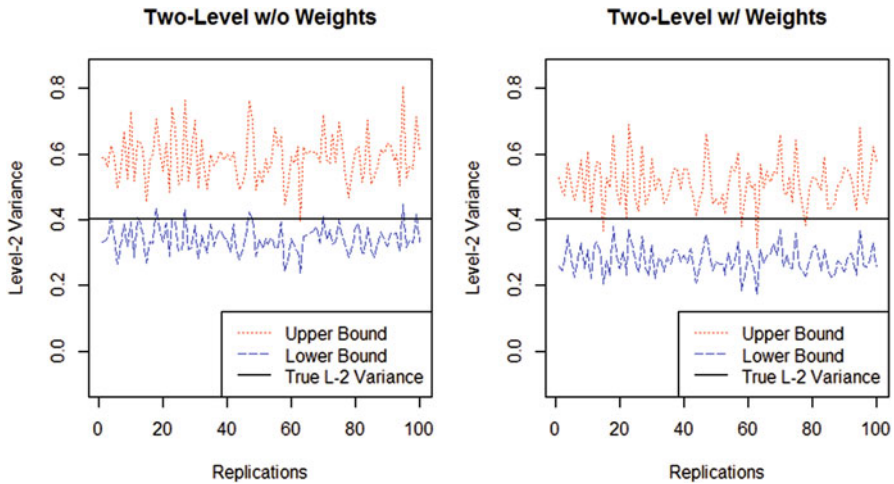 Two-Level w/o Weights
Level-2 Variance
0.8
0.6
0.4
0.2
0.0
Upper Bound
Lower Bound
True L-2 Variance
0 20 40 60 80 100
Replications
Two-Level w/ Weights
Level-2 Variance
0.8
0.6
0.4
0.2
0.0
Upper Bound
Lower Bound
True L-2 Variance
0 20 40 60 80 100
Replications